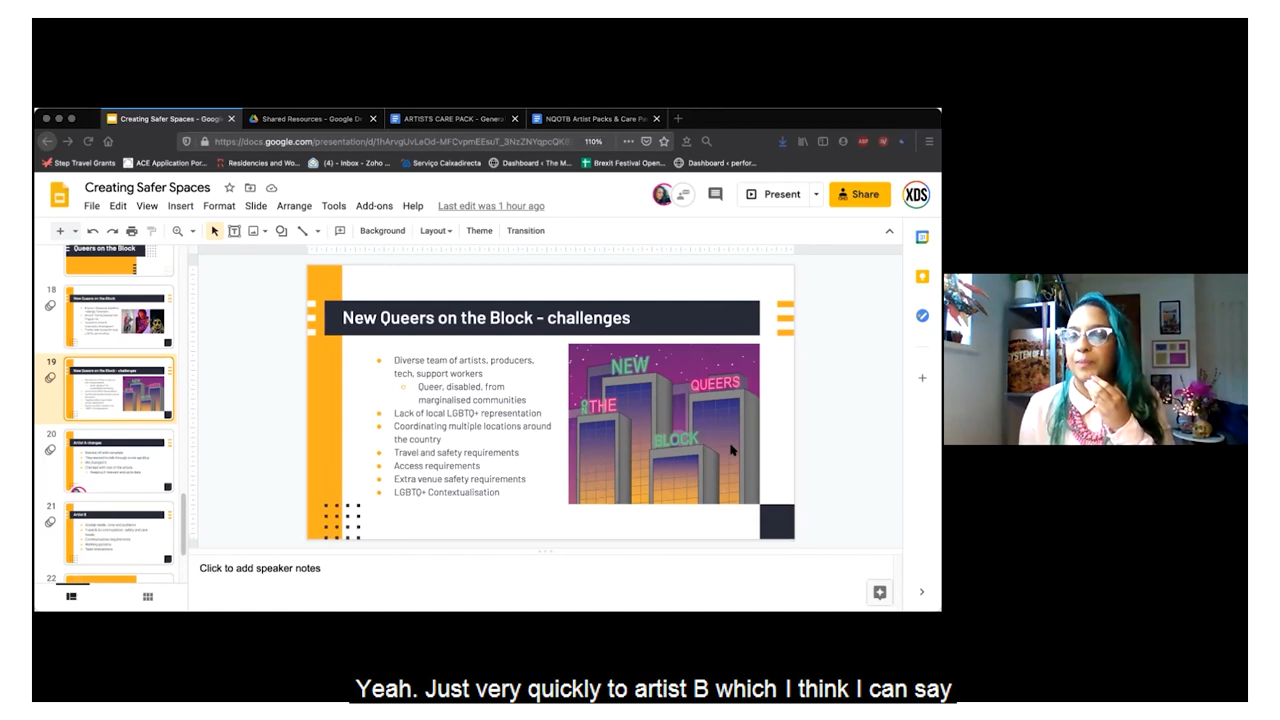 Creating Safer Spaces - Googl
Shared Resources - Google Dr
ARTISTS CARE PACK - General
NQOTB Artist Packs & Care Pa
110%
Step Travel Grants
ACE Application Por...
Residencies and Wo...
(4) - Inbox - Zoho ...
Serviço Caixadirecta
Dashboard ‹ The M...
Brexit Festival Open...
Dashboard ‹ perfor...
Creating Safer Spaces
Present
Share
XDS
File Edit View Insert Format Slide Arrange Tools Add-ons Help Last edit was 1 hour ago
Background Layout Theme Transition
Queers on the Block
18
New Queers on the Block
19
New Queers on the Block - challenges
20
Artist A changes
21
Artist B
22
New Queers on the Block - challenges
Diverse team of artists, producers,
tech, support workers
Queer, disabled, from
marginalised communities
Lack of local LGBTQ+ representation
Coordinating multiple locations around
the country
Travel and safety requirements
Access requirements
Extra venue safety requirements
LGBTQ+ Contextualisation
NEW
QUEERS
ON
THE
BLOCK
Click to add speaker notes
SYSTEM OF A
Yeah. Just very quickly to artist B which I think I can say